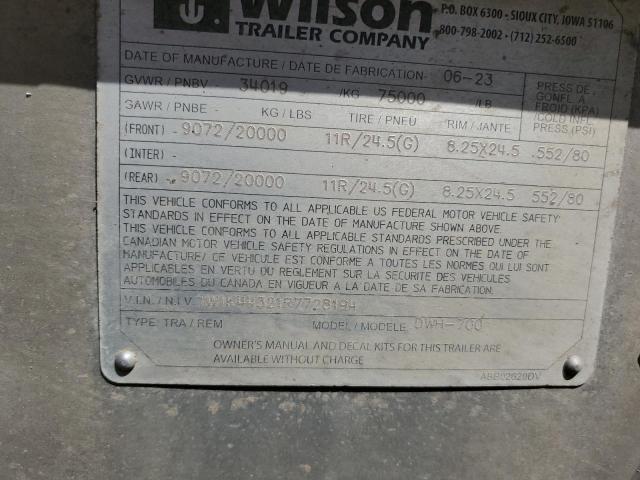 Wilson
TRAILER COMPANY
P.O. BOX 6300 - SIOUX CITY, IOWA 51106
800-798-2002 • (712) 252-6500
DATE OF MANUFACTURE / DATE DE FABRICATION 06-23
GVWR / PNBV 34019 /KG 75000 /LB
PRESS DE
GONFL A
FROID (KPA)
/COLD INFL
PRESS (PSI)
GAWR / PNBE KG / LBS TIRE / PNEU RIM / JANTE
(FRONT) 9072/20000 11R/24.5(G) 8.25X24.5 552/80
(INTER) -
(REAR) 9072/20000 11R/24.5(G) 8.25X24.5 552/80
THIS VEHICLE CONFORMS TO ALL APPLICABLE US FEDERAL MOTOR VEHICLE SAFETY
STANDARDS IN EFFECT ON THE DATE OF MANUFACTURE SHOWN ABOVE.
THIS VEHICLE CONFORMS TO ALL APPLICABLE STANDARDS PRESCRIBED UNDER THE
CANADIAN MOTOR VEHICLE SAFETY REGULATIONS IN EFFECT ON THE DATE OF
MANUFACTURE/ CF VEHICULE EST CONFORME A TOUTES LES NORMES QUI LUI SONT
APPLICABLES EN VERTU DU REGLEMENT SUR LA SECURITE DES VEHICULES
AUTOMOBILES DU CANADA EN VIGUEUR A LA DATE DE SA FABRICATION.
V.I.N. / N.I.V.
TYPE: TRA / REM MODEL / MODELE DWH-700
OWNER'S MANUAL AND DECAL KITS FOR THIS TRAILER ARE
AVAILABLE WITHOUT CHARGE